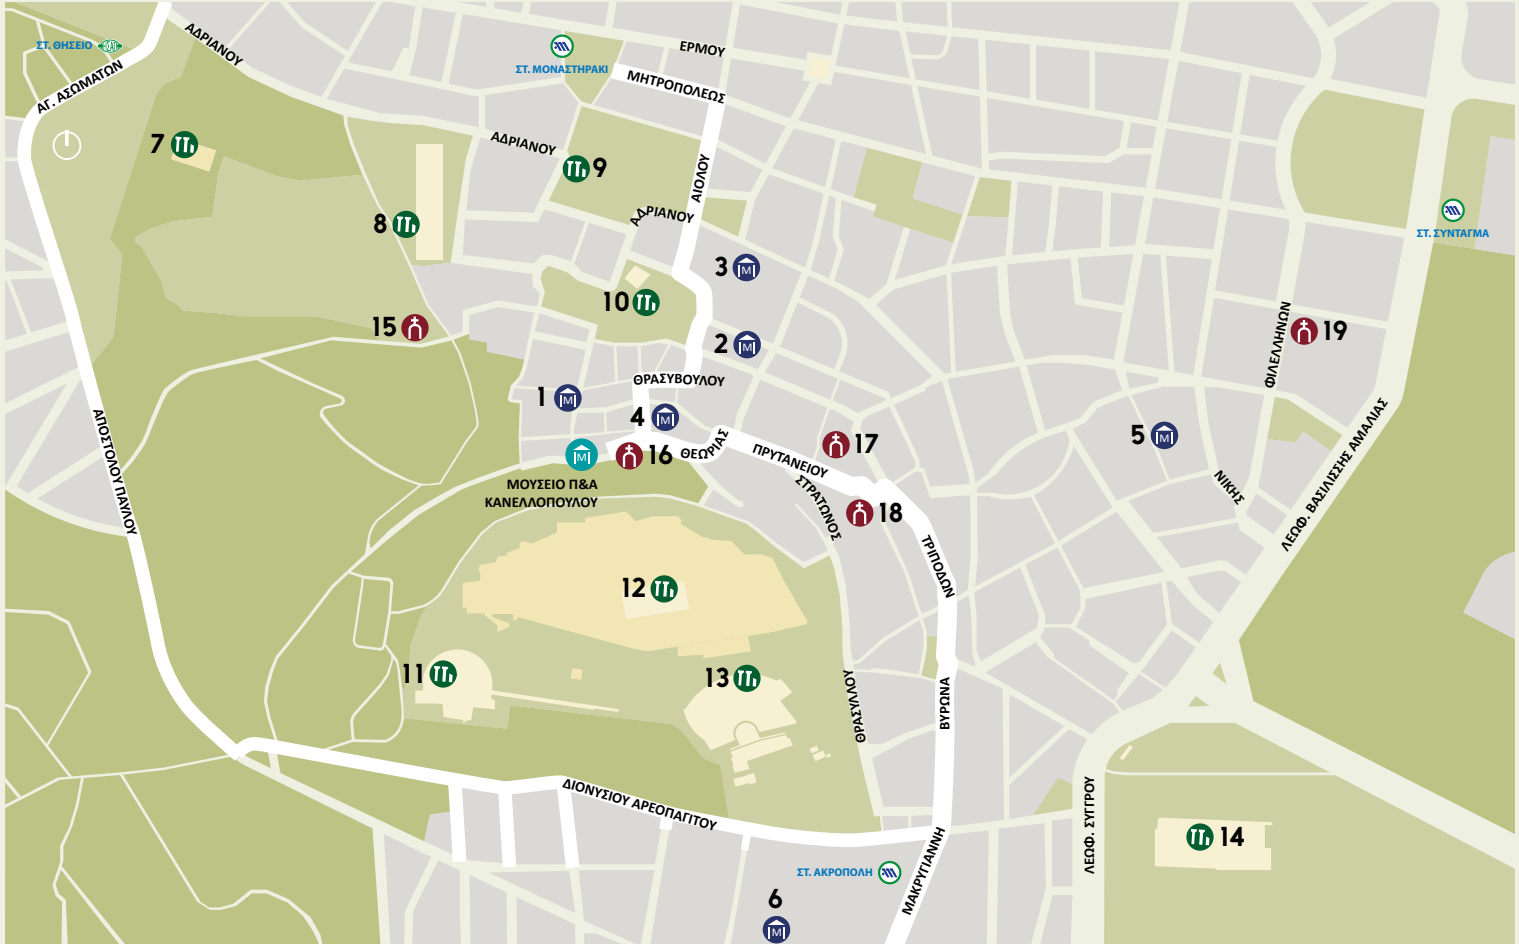 ΣΤ. ΘΗΣΕΙΟ
ΑΔΡΙΑΝΟΥ
ΣΤ. ΜΟΝΑΣΤΗΡΑΚΙ
ΕΡΜΟΥ
ΜΗΤΡΟΠΟΛΕΩΣ
ΑΓ. ΑΣΩΜΑΤΩΝ
7
ΑΔΡΙΑΝΟΥ
9
ΑΙΟΛΟΥ
8
ΑΔΡΙΑΝΟΥ
ΣΤ. ΣΥΝΤΑΓΜΑ
3
10
15
2
ΦΙΛΕΛΛΗΝΩΝ
19
ΘΡΑΣΥΒΟΥΛΟΥ
1
4
5
ΑΠΟΣΤΟΛΟΥ ΠΑΥΛΟΥ
16
ΘΕΩΡΙΑΣ
ΠΡΥΤΑΝΕΙΟΥ
17
ΜΟΥΣΕΙΟ Π&Α
ΚΑΝΕΛΛΟΠΟΥΛΟΥ
ΣΤΡΑΤΩΝΟΣ
18
ΝΙΚΗΣ
ΛΕΩΦ. ΒΑΣΙΛΙΣΣΗΣ ΑΜΑΛΙΑΣ
ΤΡΙΠΟΔΩΝ
12
11
13
ΘΡΑΣΥΛΛΟΥ
ΒΥΡΩΝΑ
ΔΙΟΝΥΣΙΟΥ ΑΡΕΟΠΑΓΙΤΟΥ
ΛΕΩΦ. ΣΥΓΓΡΟΥ
14
ΣΤ. ΑΚΡΟΠΟΛΗ
ΜΑΚΡΥΓΙΑΝΝΗ
6